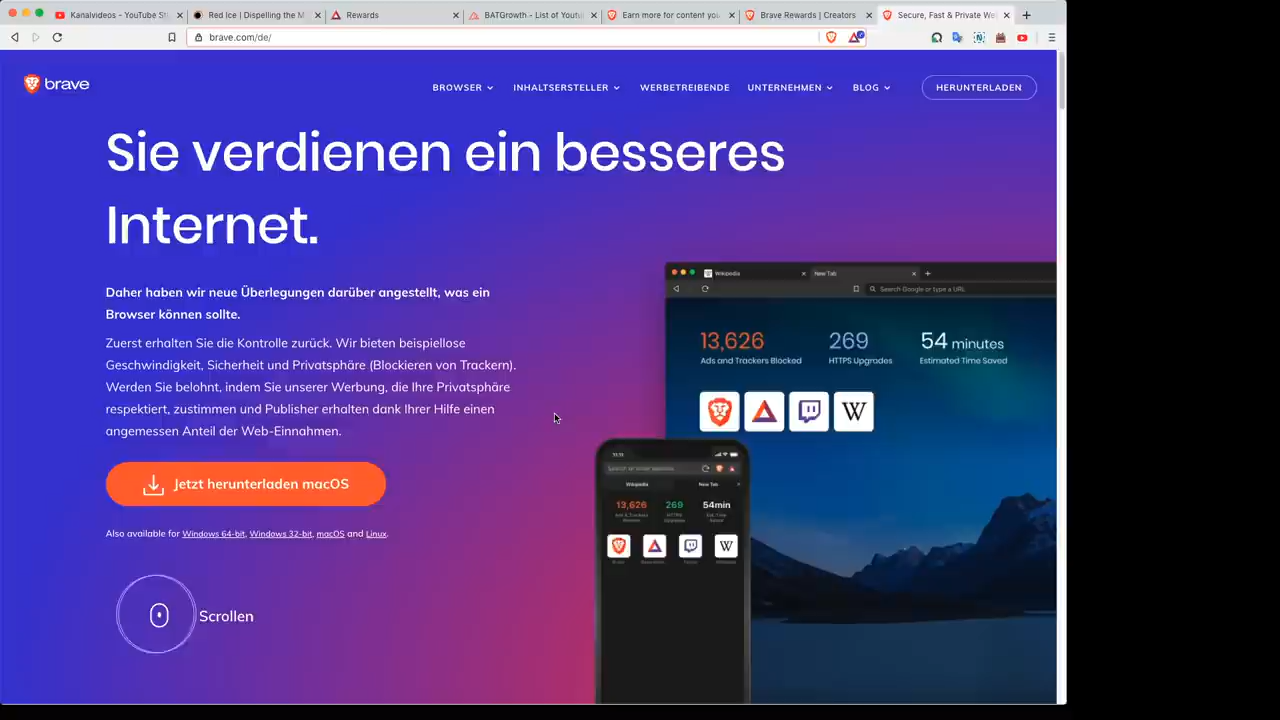 Kanalvideos - YouTube St
Red Ice | Dispelling the M
Rewards
BATGrowth - List of Youtu
Earn more for content you
Brave Rewards | Creators
Secure, Fast & Private We
brave.com/de/
brave
BROWSER
INHALTSERSTELLER
WERBETREIBENDE
UNTERNEHMEN
BLOG
HERUNTERLADEN
Sie verdienen ein besseres
Internet.
Daher haben wir neue Überlegungen darüber angestellt, was ein
Browser können sollte.
Zuerst erhalten Sie die Kontrolle zurück. Wir bieten beispiellose
Geschwindigkeit, Sicherheit und Privatsphäre (Blockieren von Trackern).
Werden Sie belohnt, indem Sie unserer Werbung, die Ihre Privatsphäre
respektiert, zustimmen und Publisher erhalten dank Ihrer Hilfe einen
angemessen Anteil der Web-Einnahmen.
Jetzt herunterladen macOS
Also available for Windows 64-bit, Windows 32-bit, macOS and Linux.
Scrollen
Wikipedia
New Tab
Search Google or type a URL
13,626
269
54 minutes
Ads and Trackers Blocked
HTTPS Upgrades
Estimated Time Saved
W
Wikipedia
New Tab
13,626
269
54min
W